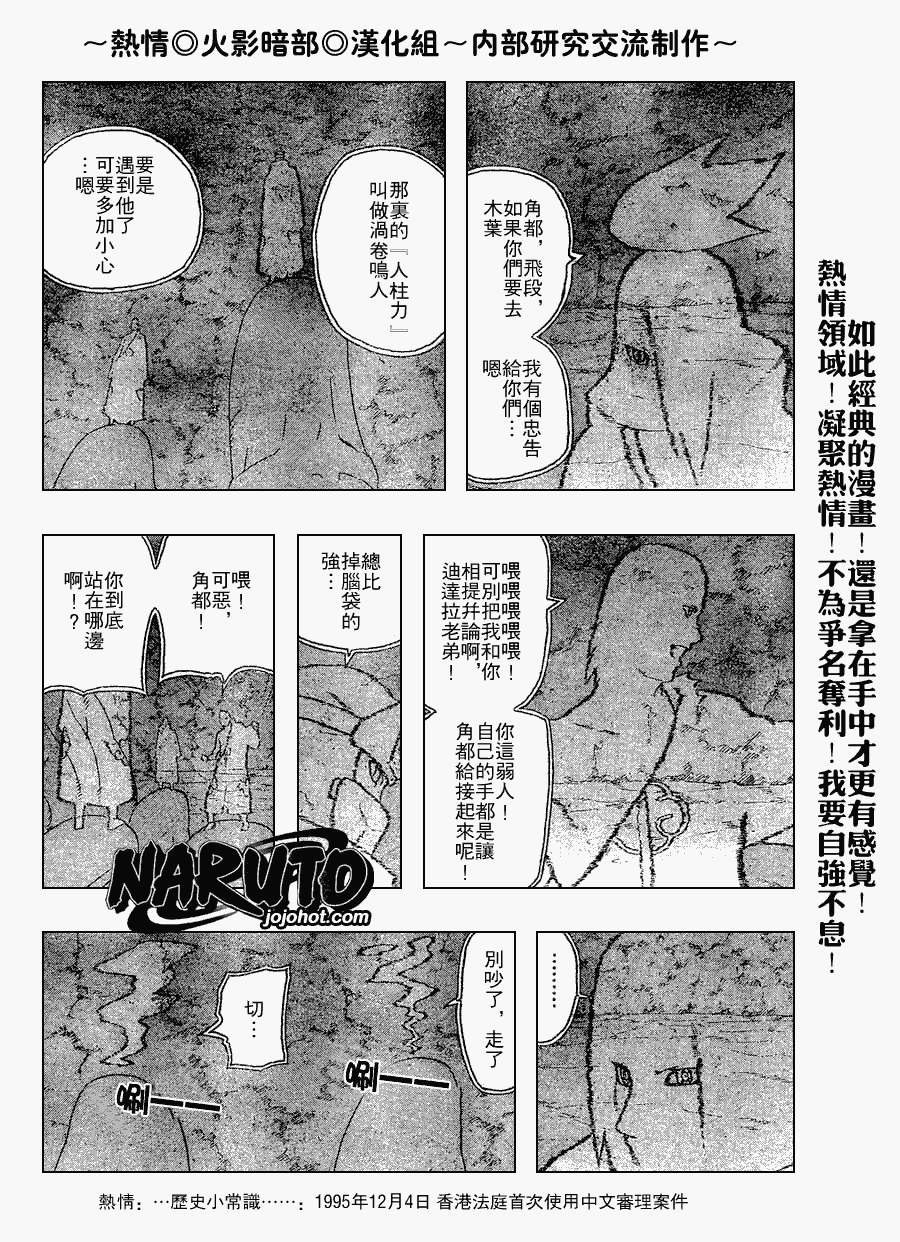 ～熱情◎火影暗部◎漢化組～内部研究交流制作～
如此經典的漫畫！還是拿在手中才更有感覺！
熱情領域！凝聚熱情！不為爭名奪利！我要自強不息！
角都，飛段，
如果你們要去
木葉
我有個忠告
給你們…
嗯
那裏的『人柱力』
叫做渦卷鳴人
要是
遇到他了
可要多加小心
…嗯
喂喂喂喂喂！
可別把我和你
相提并論啊，
迪達拉老弟！
你這弱人！
自己的手都是讓
角都給接起來呢！
總比
掉腦袋的
強…
喂！
可惡，
角都！
你到底
站在哪邊
啊！？
NARUTO
jojohot.com
………
別吵了，走了
切…
熱情：…歷史小常識……：1995年12月4日 香港法庭首次使用中文審理案件